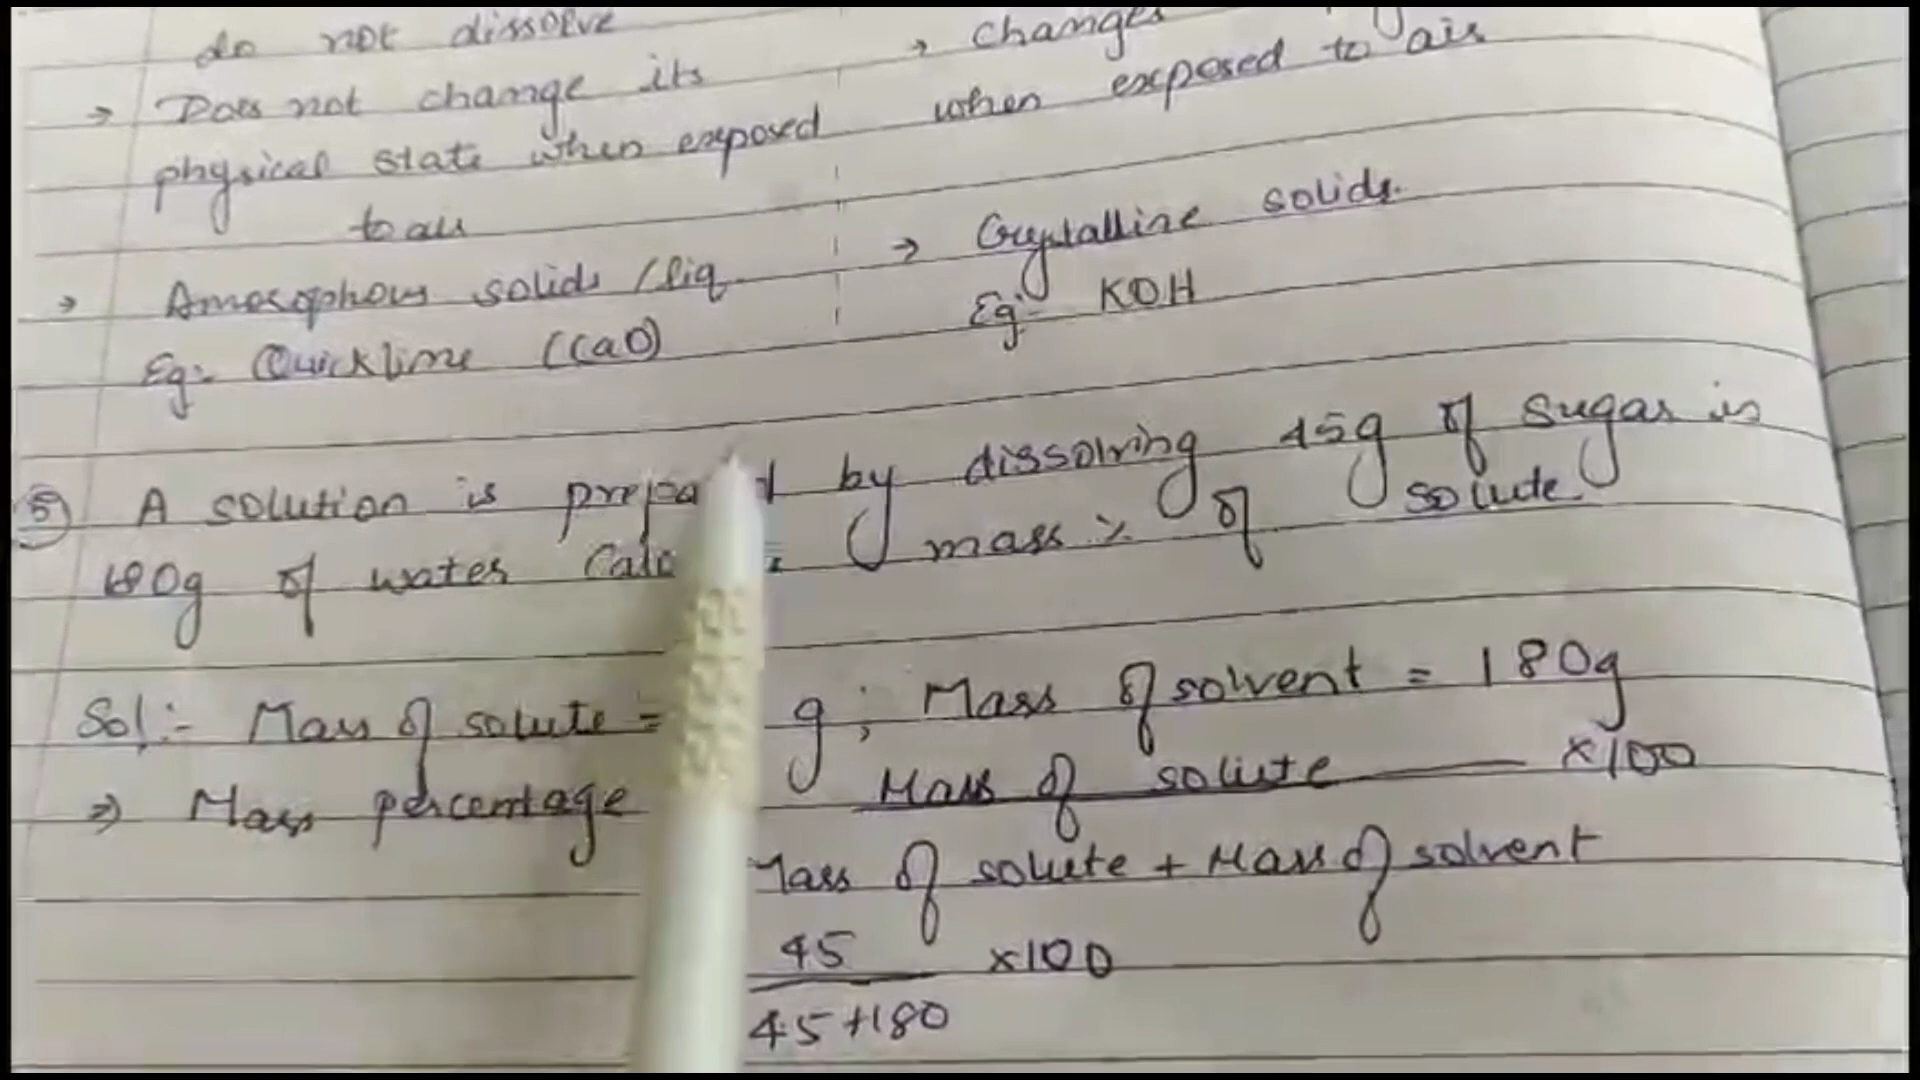 do not dissolve
→ changes
→ Does not change its
when exposed to air
physical state when exposed
to air
→ Crystalline solids.
→ Amosophous solids / liq
Eg:- KOH
Eg:- Quicklime (CaO)
5) A solution is by dissolving 45g of sugar in
180g of water mass % of solute
Sol:- Mass of solute = g; Mass of solvent = 180g
⇒ Mass percentage Mass of solute ×100
Mass of solute + Mass of solvent
45 ×100
45+180